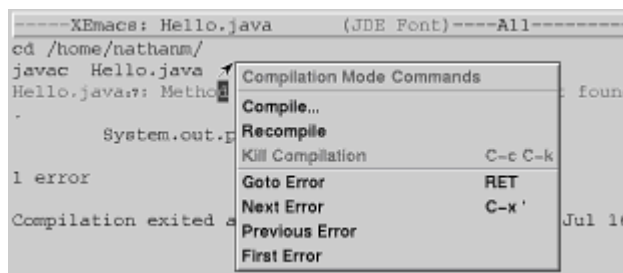 -----XEmacs: Hello.java (JDE Font)----All---------
cd /home/nathanm/
javac Hello.java
Hello.java:7: Method foun
.
System.out.p
1 error
Compilation exited a Jul 16
Compilation Mode Commands
Compile...
Recompile
Kill Compilation C-c C-k
Goto Error RET
Next Error C-x '
Previous Error
First Error